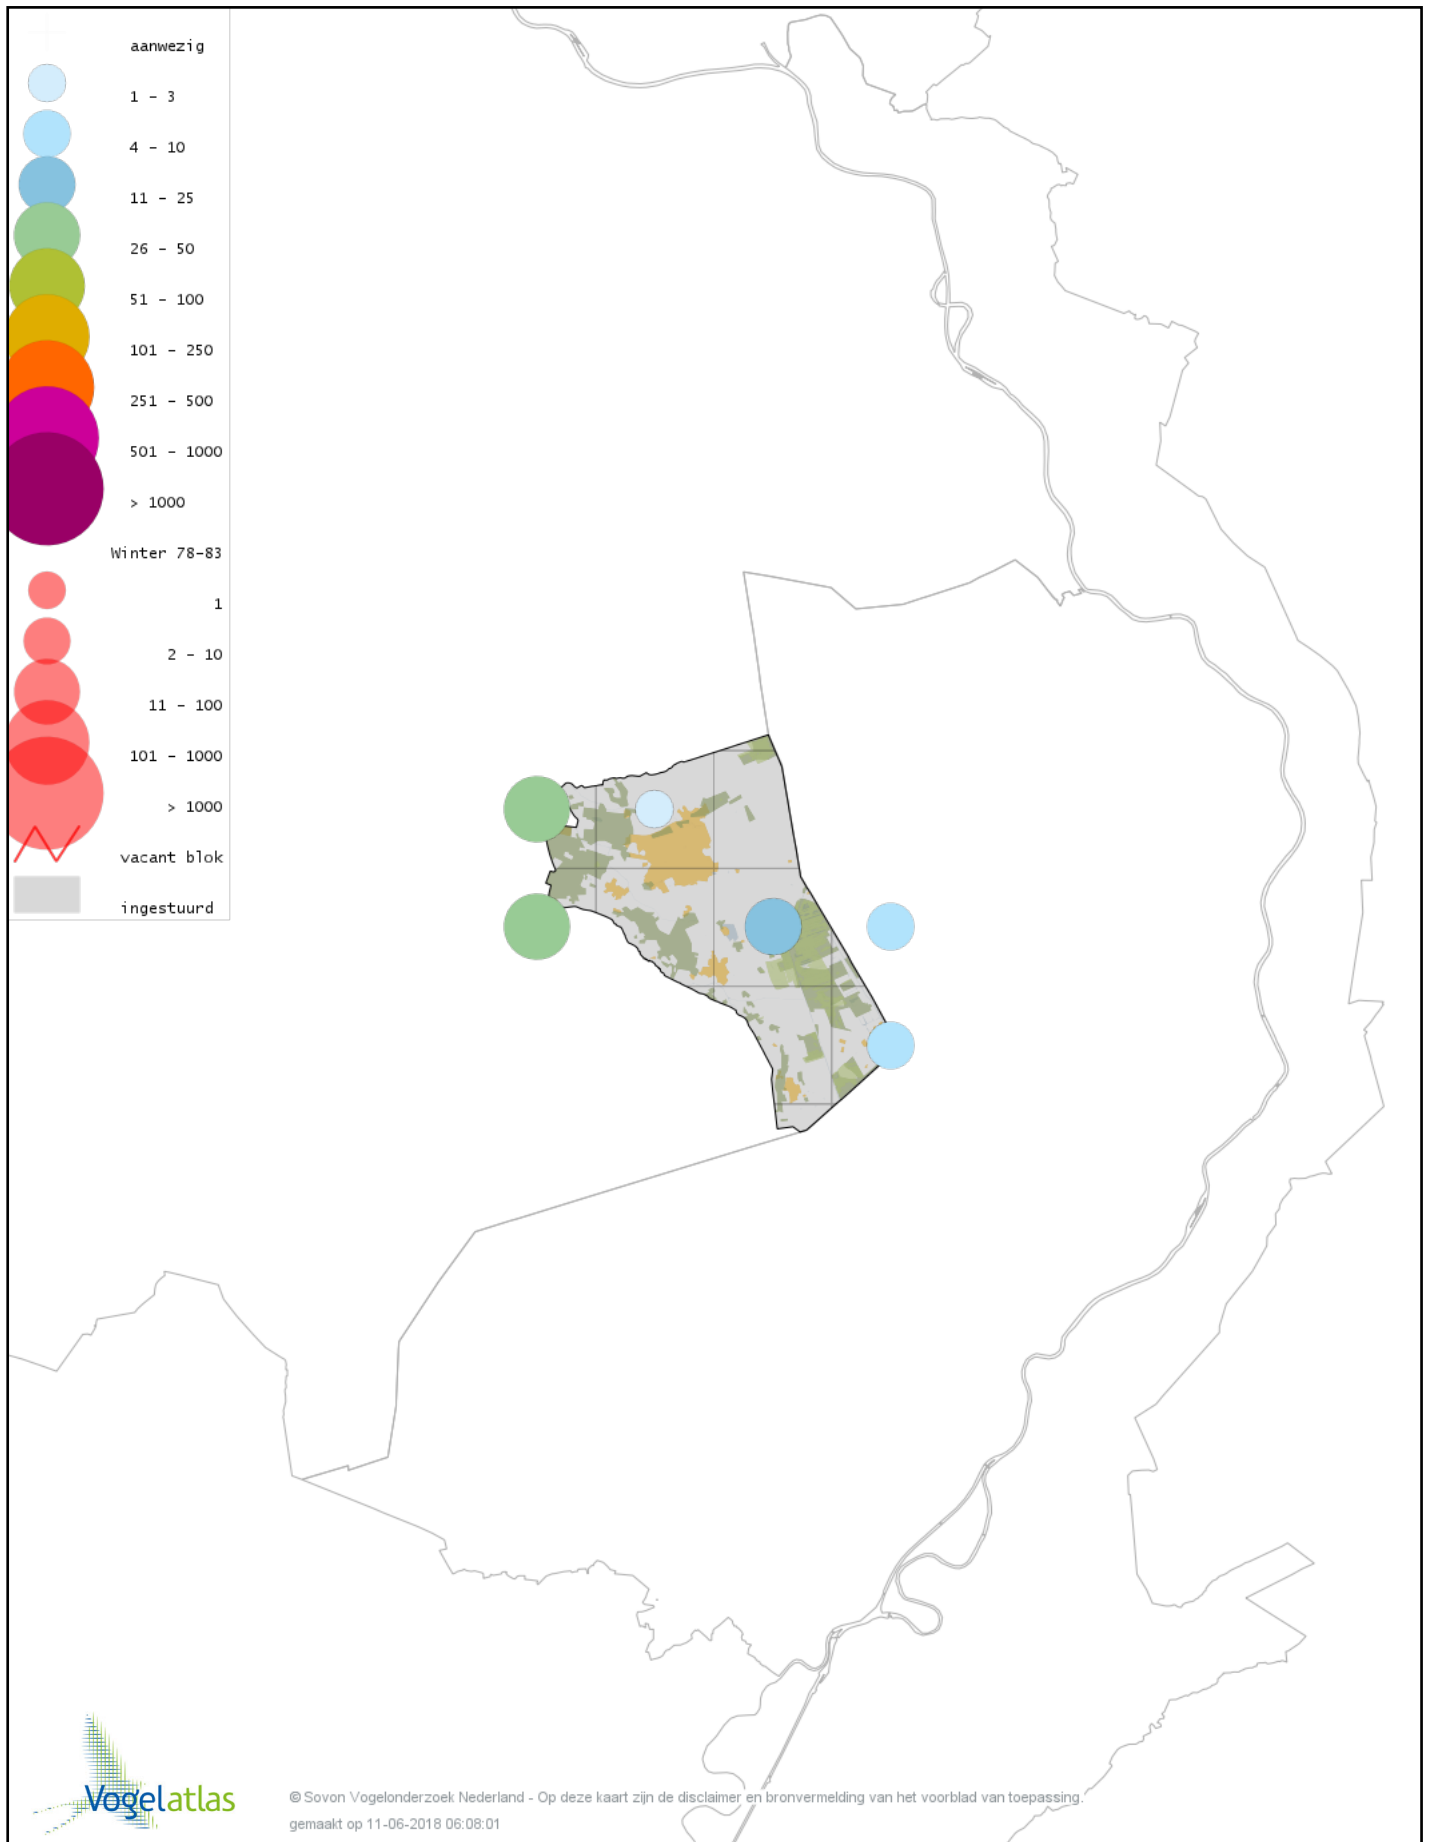 aanwezig
1 - 3
4 - 10
11 - 25
26 - 50
51 - 100
101 - 250
251 - 500
501 - 1000
> 1000
Winter 78-83
1
2 - 10
11 - 100
101 - 1000
> 1000
vacant blok
ingestuurd
Vogelatlas
© Sovon Vogelonderzoek Nederland - Op deze kaart zijn de disclaimer en bronvermelding van het voorblad van toepassing.
gemaakt op 11-06-2018 06:08:01